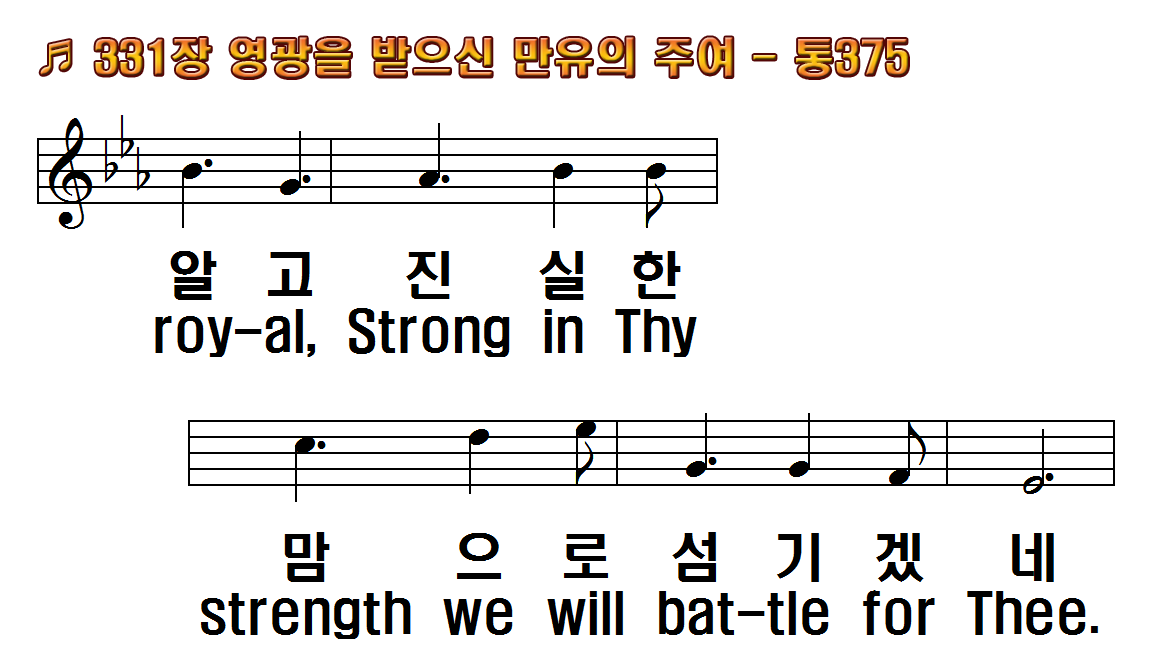 ♬ 331장 영광을 받으신 만유의 주여 - 통375
알 고 진 실 한
roy-al, Strong in Thy
맘 으 로 섬 기 겠 네
strength we will bat-tle for Thee.